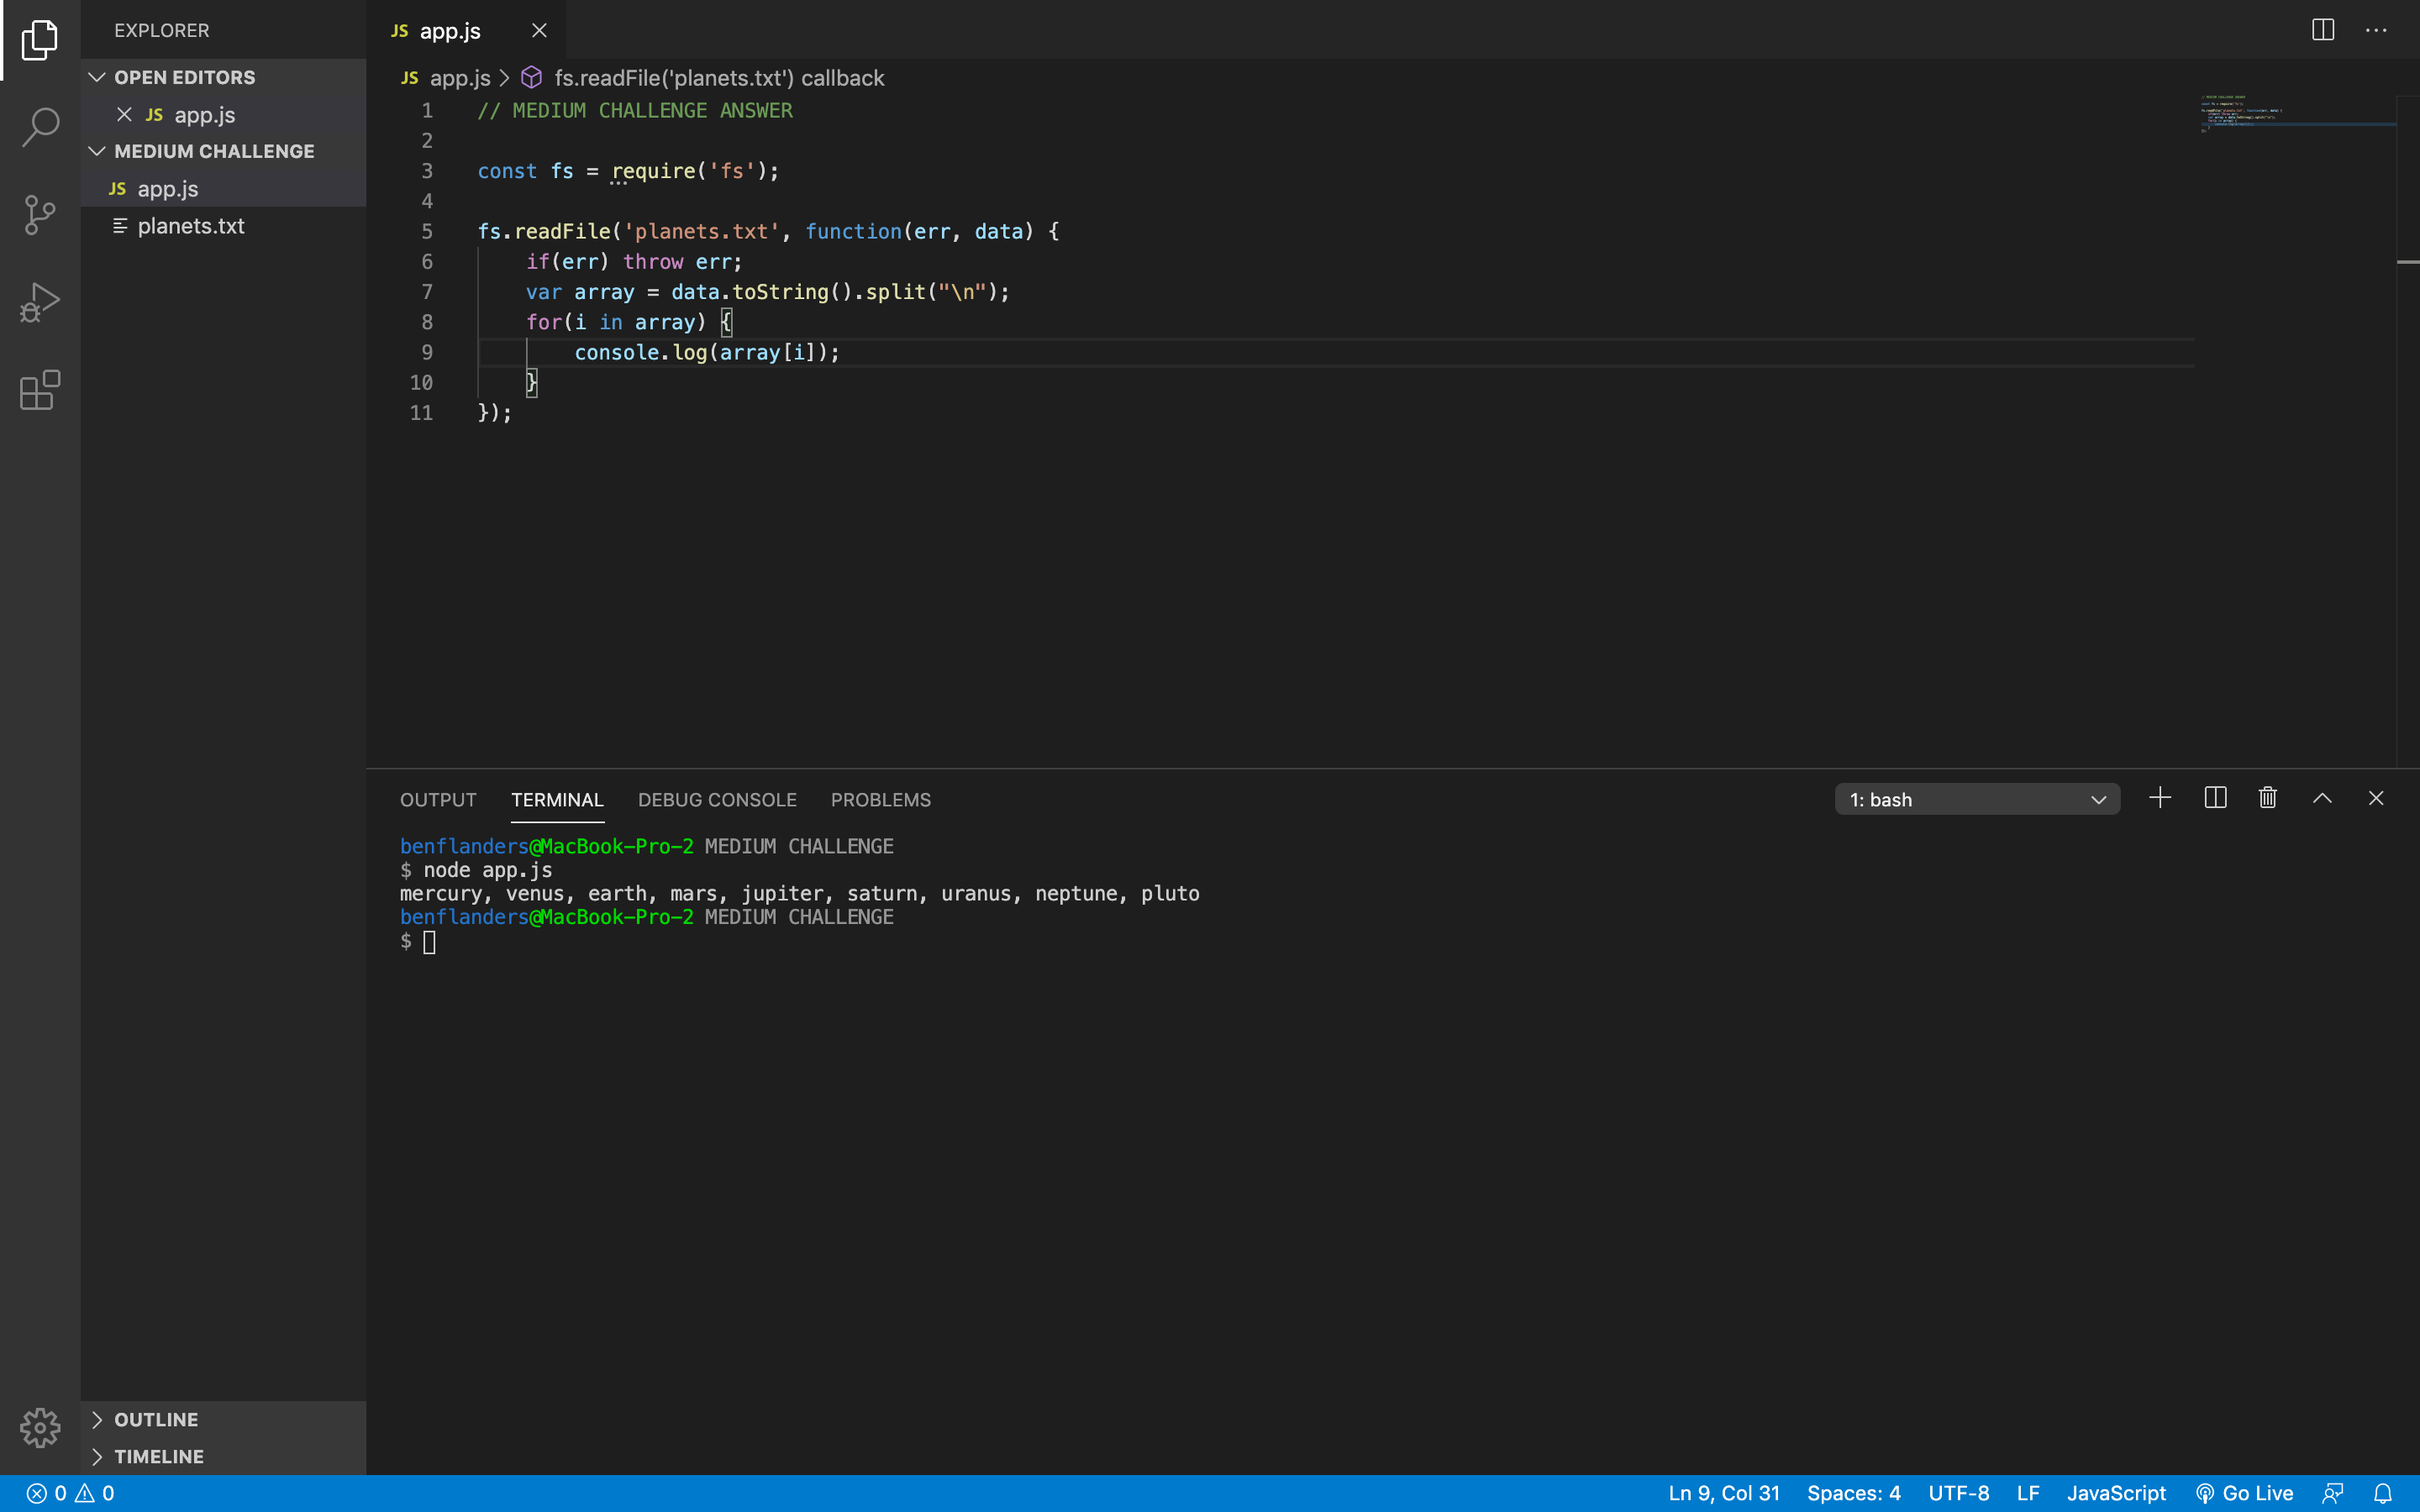 EXPLORER
OPEN EDITORS
JS app.js
MEDIUM CHALLENGE
JS app.js
planets.txt
OUTLINE
TIMELINE
JS app.js
JS app.js > fs.readFile('planets.txt') callback
1 // MEDIUM CHALLENGE ANSWER
2
3 const fs = require('fs');
4
5 fs.readFile('planets.txt', function(err, data) {
6 if(err) throw err;
7 var array = data.toString().split("\n");
8 for(i in array) {
9 console.log(array[i]);
10 }
11 });
OUTPUT TERMINAL DEBUG CONSOLE PROBLEMS 1: bash
benflanders@MacBook-Pro-2 MEDIUM CHALLENGE
$ node app.js
mercury, venus, earth, mars, jupiter, saturn, uranus, neptune, pluto
benflanders@MacBook-Pro-2 MEDIUM CHALLENGE
$
0 0 Ln 9, Col 31 Spaces: 4 UTF-8 LF JavaScript Go Live